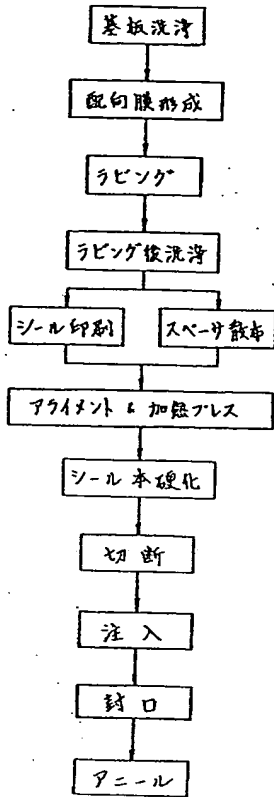 基板洗浄
配向膜形成
ラビング
ラビング後洗浄
シール印刷
スペーサ散布
アライメント & 加熱プレス
シール本硬化
切断
注入
封口
アニール